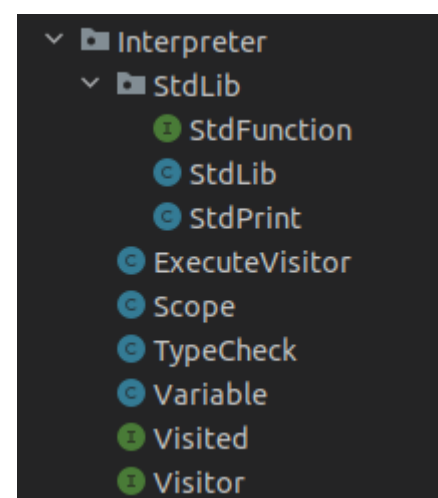 Interpreter
StdLib
I StdFunction
C StdLib
C StdPrint
C ExecuteVisitor
C Scope
C TypeCheck
C Variable
I Visited
I Visitor